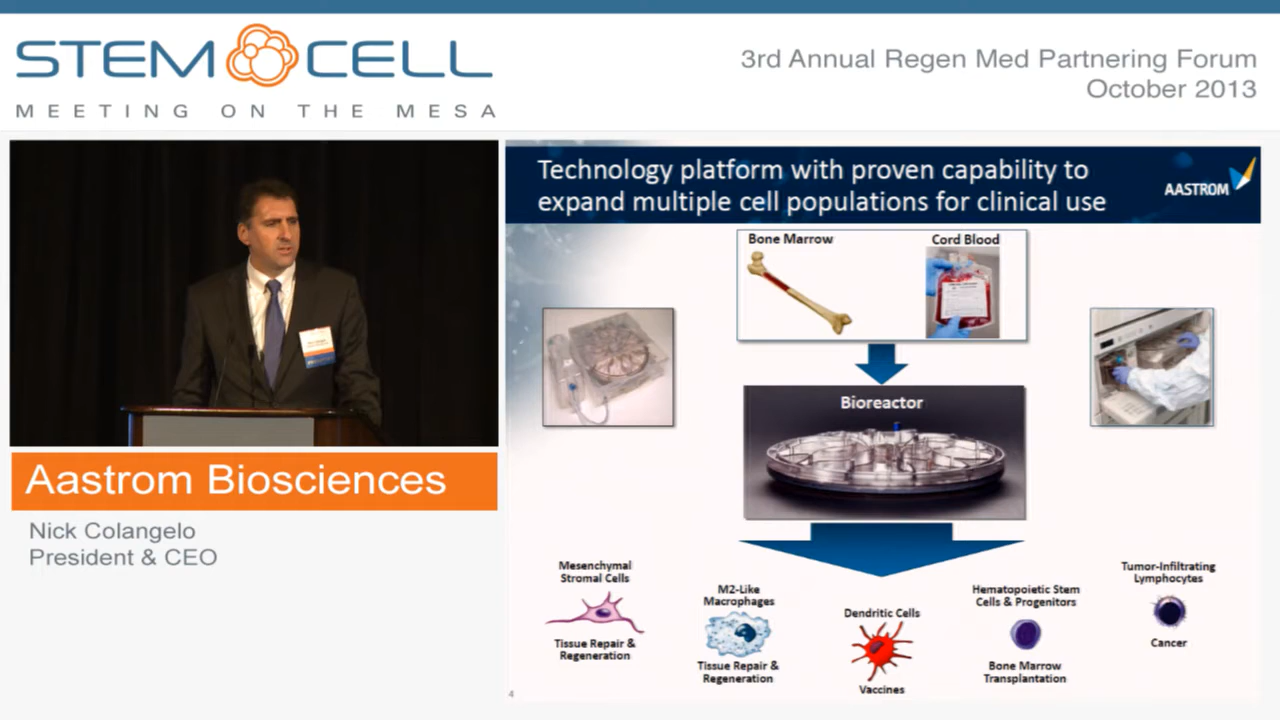 STEM CELL
MEETING ON THE MESA
3rd Annual Regen Med Partnering Forum
October 2013
Technology platform with proven capability to
expand multiple cell populations for clinical use
AASTROM
Bone Marrow
Cord Blood
Bioreactor
Mesenchymal
Stromal Cells
Tissue Repair &
Regeneration
M2-Like
Macrophages
Tissue Repair &
Regeneration
Dendritic Cells
Vaccines
Hematopoietic Stem
Cells & Progenitors
Bone Marrow
Transplantation
Tumor-Infiltrating
Lymphocytes
Cancer
4
Aastrom Biosciences
Nick Colangelo
President & CEO